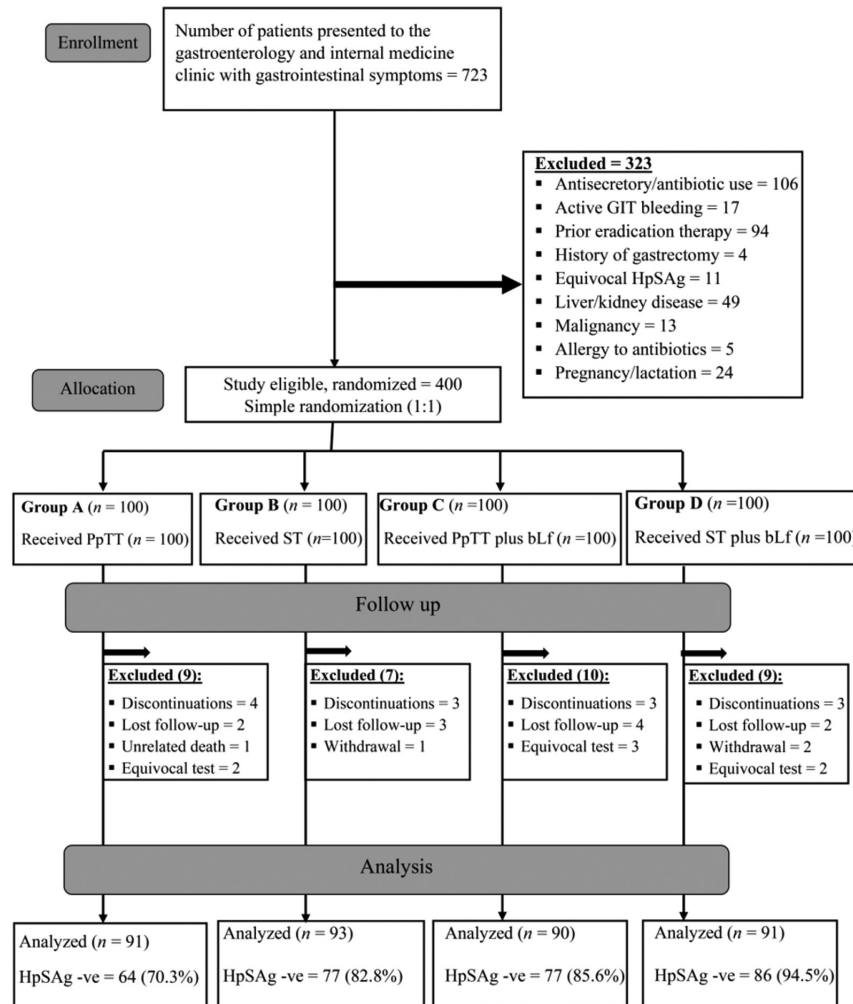 Enrollment
Number of patients presented to the
gastroenterology and internal medicine
clinic with gastrointestinal symptoms = 723
Excluded = 323
▪ Antisecretory/antibiotic use = 106
▪ Active GIT bleeding = 17
▪ Prior eradication therapy = 94
▪ History of gastrectomy = 4
▪ Equivocal HpSAg = 11
▪ Liver/kidney disease = 49
▪ Malignancy = 13
▪ Allergy to antibiotics = 5
▪ Pregnancy/lactation = 24
Allocation
Study eligible, randomized = 400
Simple randomization (1:1)
Group A (n = 100)
Received PpTT (n = 100)
Group B (n = 100)
Received ST (n=100)
Group C (n =100)
Received PpTT plus bLf (n =100)
Group D (n =100)
Received ST plus bLf (n =100)
Follow up
Excluded (9):
▪ Discontinuations = 4
▪ Lost follow-up = 2
▪ Unrelated death = 1
▪ Equivocal test = 2
Excluded (7):
▪ Discontinuations = 3
▪ Lost follow-up = 3
▪ Withdrawal = 1
Excluded (10):
▪ Discontinuations = 3
▪ Lost follow-up = 4
▪ Equivocal test = 3
Excluded (9):
▪ Discontinuations = 3
▪ Lost follow-up = 2
▪ Withdrawal = 2
▪ Equivocal test = 2
Analysis
Analyzed (n = 91)
HpSAg -ve = 64 (70.3%)
Analyzed (n = 93)
HpSAg -ve = 77 (82.8%)
Analyzed (n = 90)
HpSAg -ve = 77 (85.6%)
Analyzed (n = 91)
HpSAg -ve = 86 (94.5%)